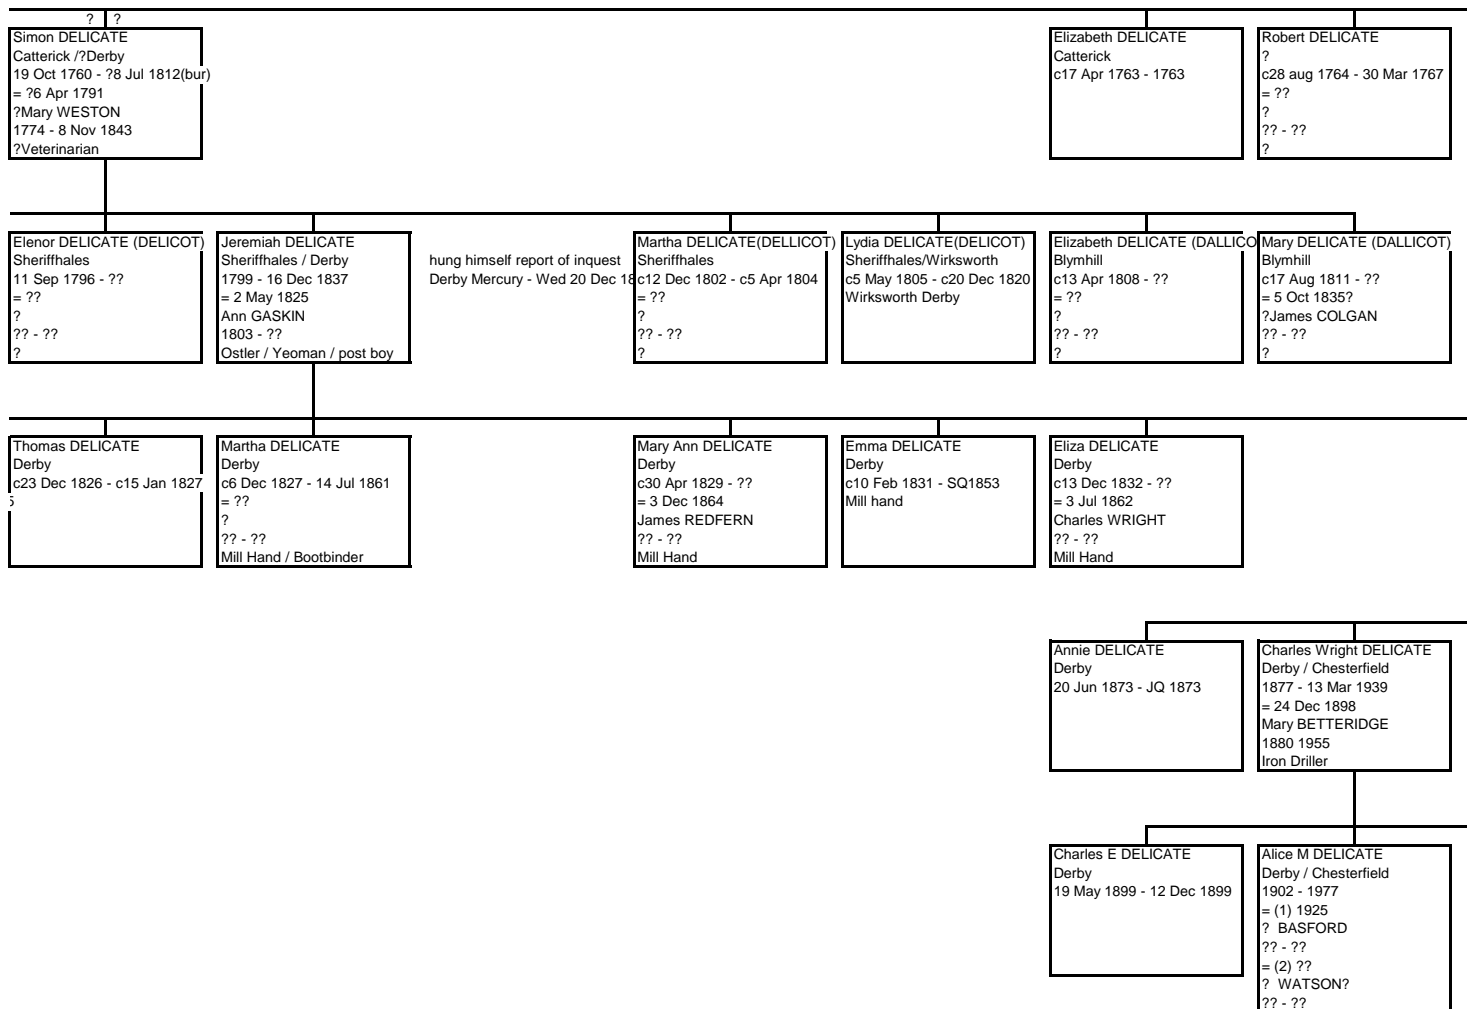 ? ?
Simon DELICATE
Catterick /?Derby
19 Oct 1760 - ?8 Jul 1812(bur)
= ?6 Apr 1791
?Mary WESTON
1774 - 8 Nov 1843
?Veterinarian
Elizabeth DELICATE
Catterick
c17 Apr 1763 - 1763
Robert DELICATE
?
c28 aug 1764 - 30 Mar 1767
= ??
?
?? - ??
?
Elenor DELICATE (DELICOT)
Sheriffhales
11 Sep 1796 - ??
= ??
?
?? - ??
?
Jeremiah DELICATE
Sheriffhales / Derby
1799 - 16 Dec 1837
= 2 May 1825
Ann GASKIN
1803 - ??
Ostler / Yeoman / post boy
hung himself report of inquest
Derby Mercury - Wed 20 Dec 18
Martha DELICATE(DELLICOT)
Sheriffhales
c12 Dec 1802 - c5 Apr 1804
= ??
?
?? - ??
?
Lydia DELICATE(DELICOT)
Sheriffhales/Wirksworth
c5 May 1805 - c20 Dec 1820
Wirksworth Derby
Elizabeth DELICATE (DALLICO
Blymhill
c13 Apr 1808 - ??
= ??
?
?? - ??
?
Mary DELICATE (DALLICOT)
Blymhill
c17 Aug 1811 - ??
= 5 Oct 1835?
?James COLGAN
?? - ??
?
Thomas DELICATE
Derby
c23 Dec 1826 - c15 Jan 1827
Martha DELICATE
Derby
c6 Dec 1827 - 14 Jul 1861
= ??
?
?? - ??
Mill Hand / Bootbinder
Mary Ann DELICATE
Derby
c30 Apr 1829 - ??
= 3 Dec 1864
James REDFERN
?? - ??
Mill Hand
Emma DELICATE
Derby
c10 Feb 1831 - SQ1853
Mill hand
Eliza DELICATE
Derby
c13 Dec 1832 - ??
= 3 Jul 1862
Charles WRIGHT
?? - ??
Mill Hand
Annie DELICATE
Derby
20 Jun 1873 - JQ 1873
Charles Wright DELICATE
Derby / Chesterfield
1877 - 13 Mar 1939
= 24 Dec 1898
Mary BETTERIDGE
1880 1955
Iron Driller
Charles E DELICATE
Derby
19 May 1899 - 12 Dec 1899
Alice M DELICATE
Derby / Chesterfield
1902 - 1977
= (1) 1925
? BASFORD
?? - ??
= (2) ??
? WATSON?
?? - ??